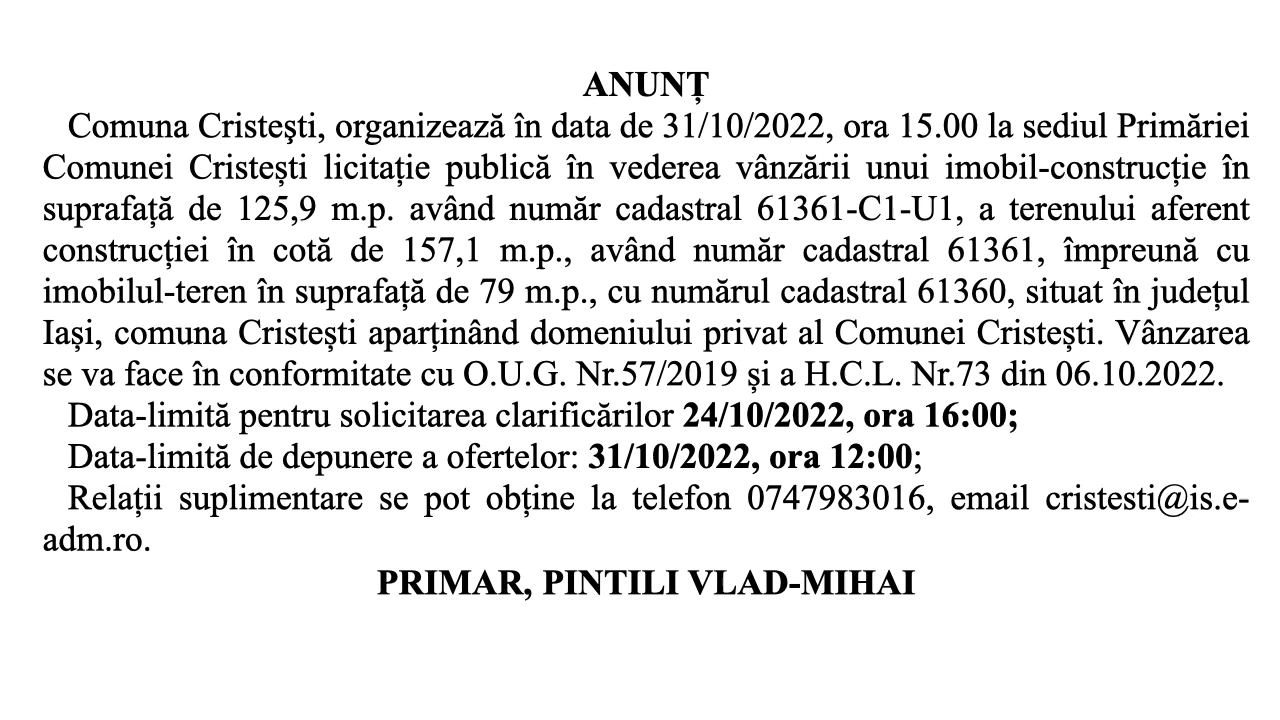 ANUNȚ
Comuna Cristeşti, organizează în data de 31/10/2022, ora 15.00 la sediul Primăriei
Comunei Cristești licitație publică în vederea vânzării unui imobil-construcție în
suprafață de 125,9 m.p. având număr cadastral 61361-C1-U1, a terenului aferent
construcției în cotă de 157,1 m.p., având număr cadastral 61361, împreună cu
imobilul-teren în suprafață de 79 m.p., cu numărul cadastral 61360, situat în județul
Iași, comuna Cristești aparținând domeniului privat al Comunei Cristești. Vânzarea
se va face în conformitate cu O.U.G. Nr.57/2019 și a H.C.L. Nr.73 din 06.10.2022.
Data-limită pentru solicitarea clarificărilor 24/10/2022, ora 16:00;
Data-limită de depunere a ofertelor: 31/10/2022, ora 12:00;
Relații suplimentare se pot obține la telefon 0747983016, email cristesti@is.e-
adm.ro.
PRIMAR, PINTILI VLAD-MIHAI